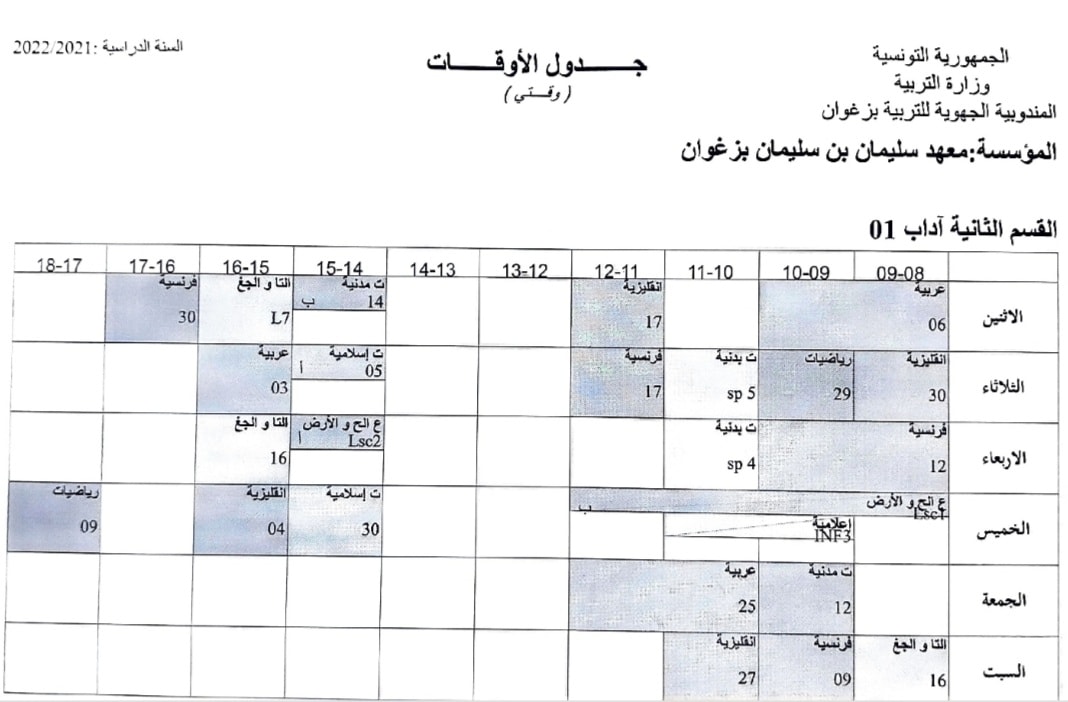 الجمهورية التونسية
وزارة التربية
المندوبية الجهوية للتربية بزغوان
المؤسسة:معهد سليمان بن سليمان بزغوان
جـــــدول الأوقـــــات
(وقـــتي)
السنة الدراسية :2022/2021
القسم الثانية آداب 01
09-08 10-09 11-10 12-11 13-12 14-13 15-14 16-15 17-16 18-17
الاثنين
عربية 06
انقليزية 17
ت مدنية 14 ب
التا و الجغ L7
فرنسية 30
الثلاثاء
انقليزية 30
رياضيات 29
ت بدنية sp 5
فرنسية 17
ت إسلامية 05 أ
عربية 03
الاربعاء
فرنسية 12
ت بدنية sp 4
ع الح و الأرض Lsc2 أ
التا و الجغ 16
الخميس
ع الح و الأرض Lsc1 ب
إعلامية INF3
ت إسلامية 30
انقليزية 04
رياضيات 09
الجمعة
ت مدنية 12
عربية 25
السبت
التا و الجغ 16
فرنسية 09
انقليزية 27